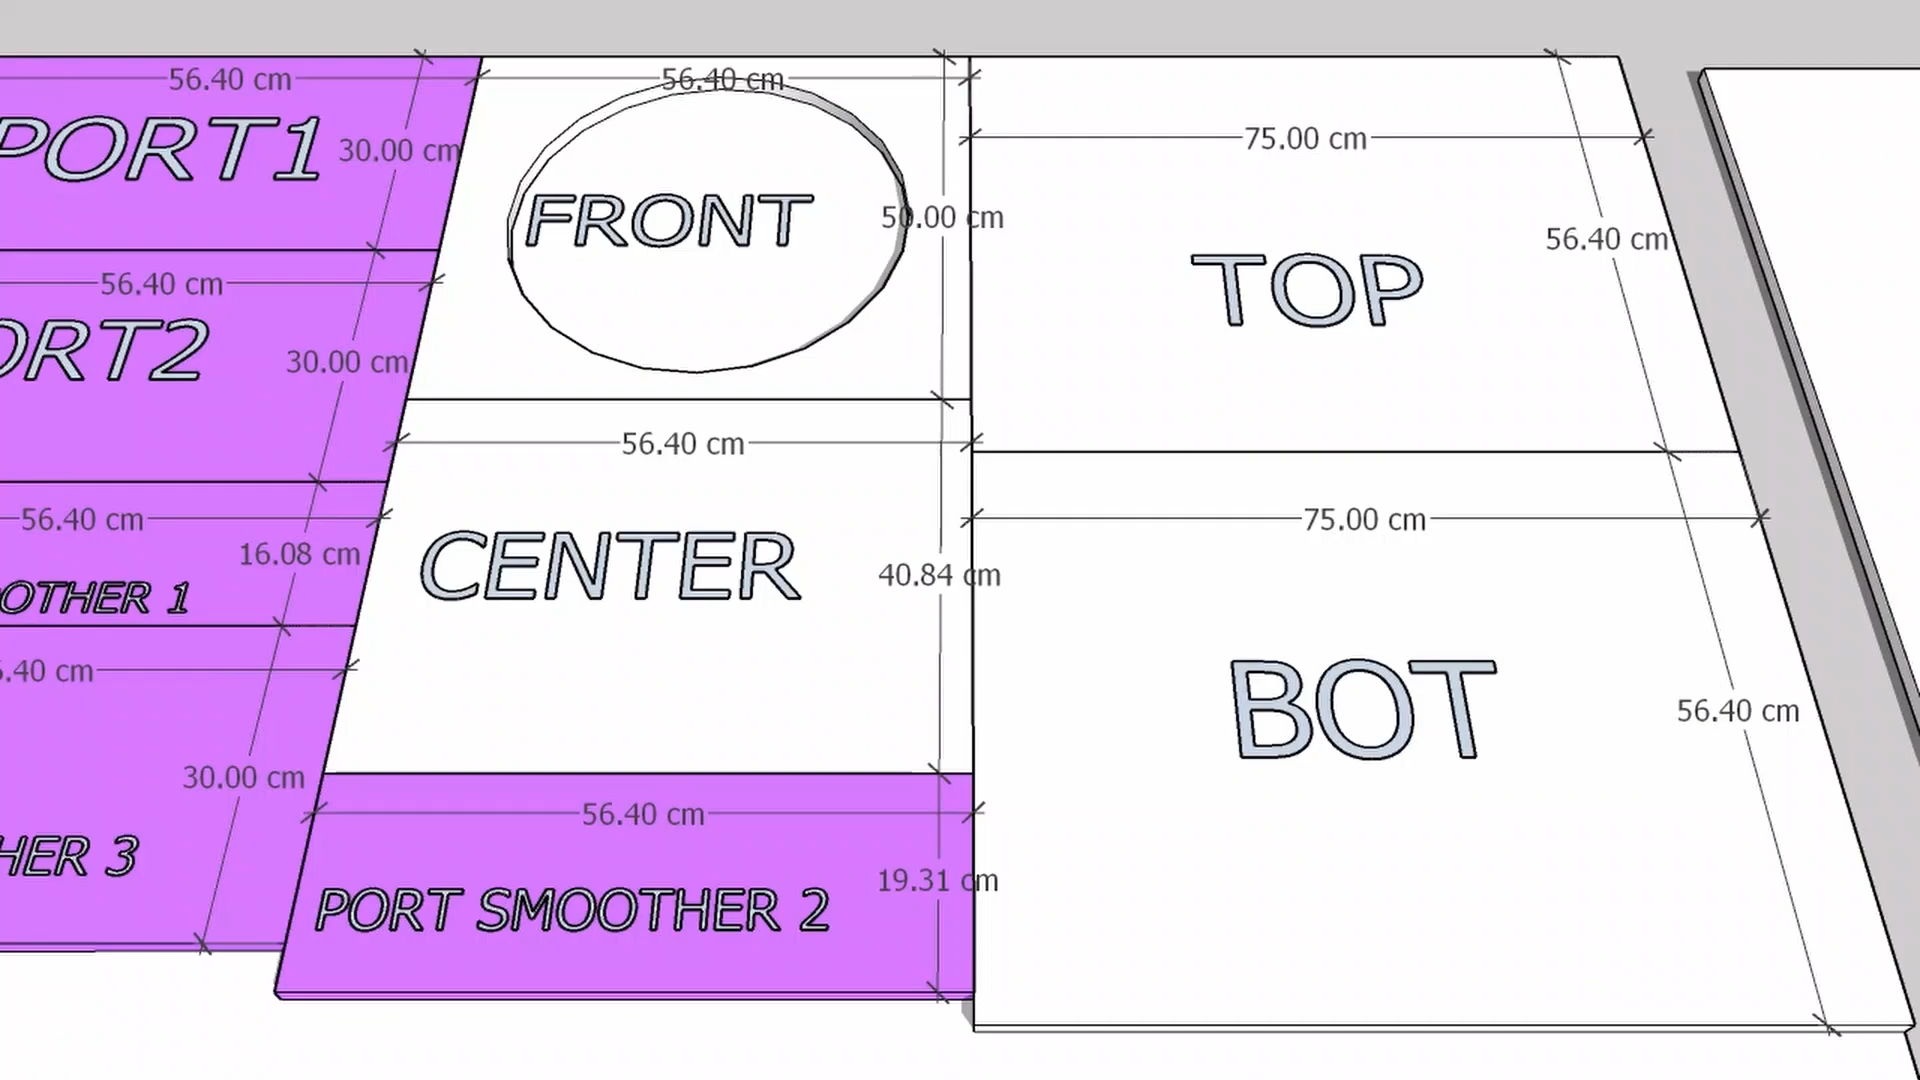 56.40 cm
PORT1
30.00 cm
56.40 cm
ORT2
30.00 cm
56.40 cm
16.08 cm
OTHER 1
.40 cm
30.00 cm
HER 3
56.40 cm
FRONT
50.00 cm
56.40 cm
CENTER
40.84 cm
56.40 cm
PORT SMOOTHER 2
19.31 cm
75.00 cm
TOP
56.40 cm
75.00 cm
BOT
56.40 cm